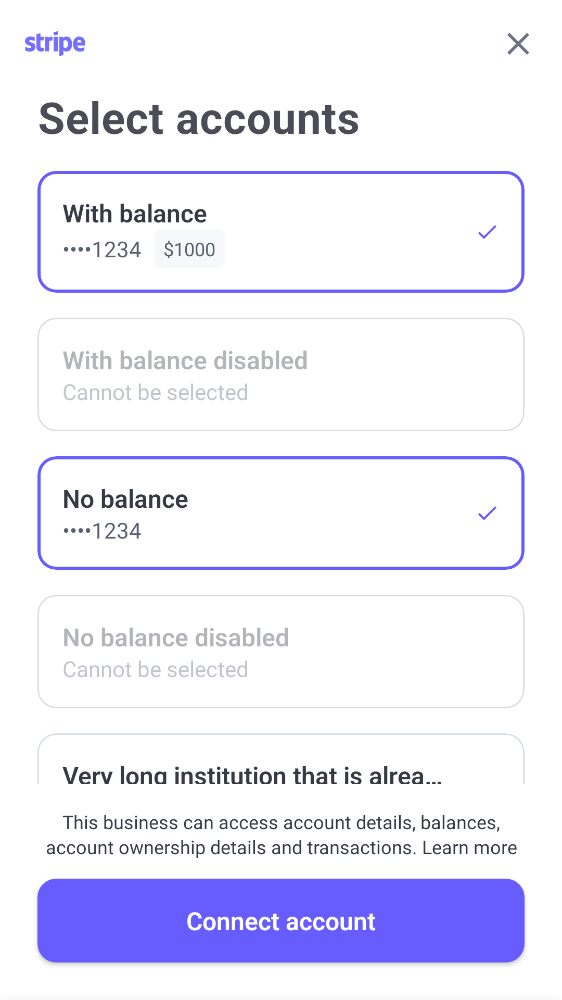 stripe
Select accounts
With balance
••••1234 $1000
With balance disabled
Cannot be selected
No balance
••••1234
No balance disabled
Cannot be selected
Very long institution that is alrea…
This business can access account details, balances,
account ownership details and transactions. Learn more
Connect account